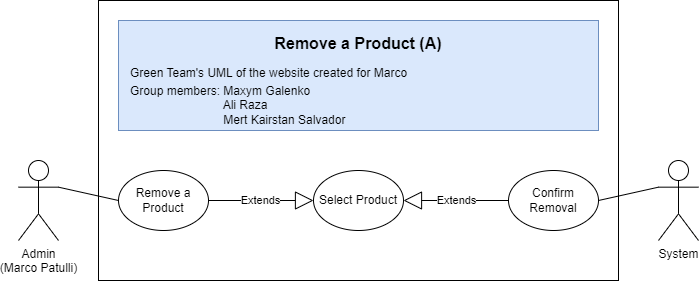 Remove a Product (A)
Green Team's UML of the website created for Marco
Group members: Maxym Galenko
Ali Raza
Mert Kairstan Salvador
Remove a
Product
Extends
Select Product
Extends
Confirm
Removal
Admin
(Marco Patulli)
System